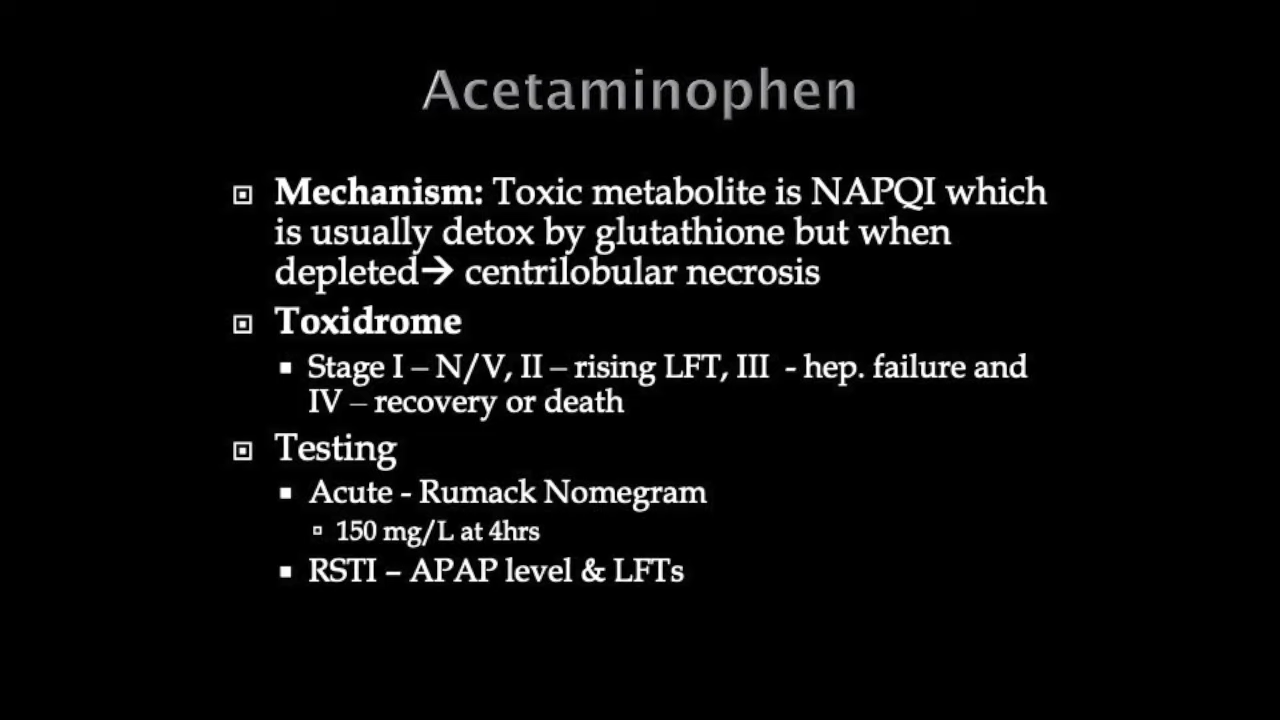 Acetaminophen
Mechanism: Toxic metabolite is NAPQI which
is usually detox by glutathione but when
depleted→ centrilobular necrosis
Toxidrome
Stage I – N/V, II – rising LFT, III - hep. failure and
IV – recovery or death
Testing
Acute - Rumack Nomegram
150 mg/L at 4hrs
RSTI – APAP level & LFTs